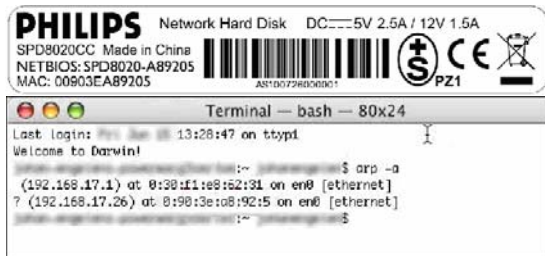 PHILIPS Network Hard Disk DC⎓5V 2.5A / 12V 1.5A
SPD8020CC Made in China
NETBIOS: SPD8020-A89205
MAC: 00903EA89205
AS100726000001
S
CE
PZ1
Terminal — bash — 80x24
Last login: 13:28:47 on ttyp1
Welcome to Darwin!
:~ $ arp -a
(192.168.17.1) at 0:30:f1:e8:62:31 on en0 [ethernet]
? (192.168.17.26) at 0:90:3e:a8:92:5 on en0 [ethernet]
:~ $